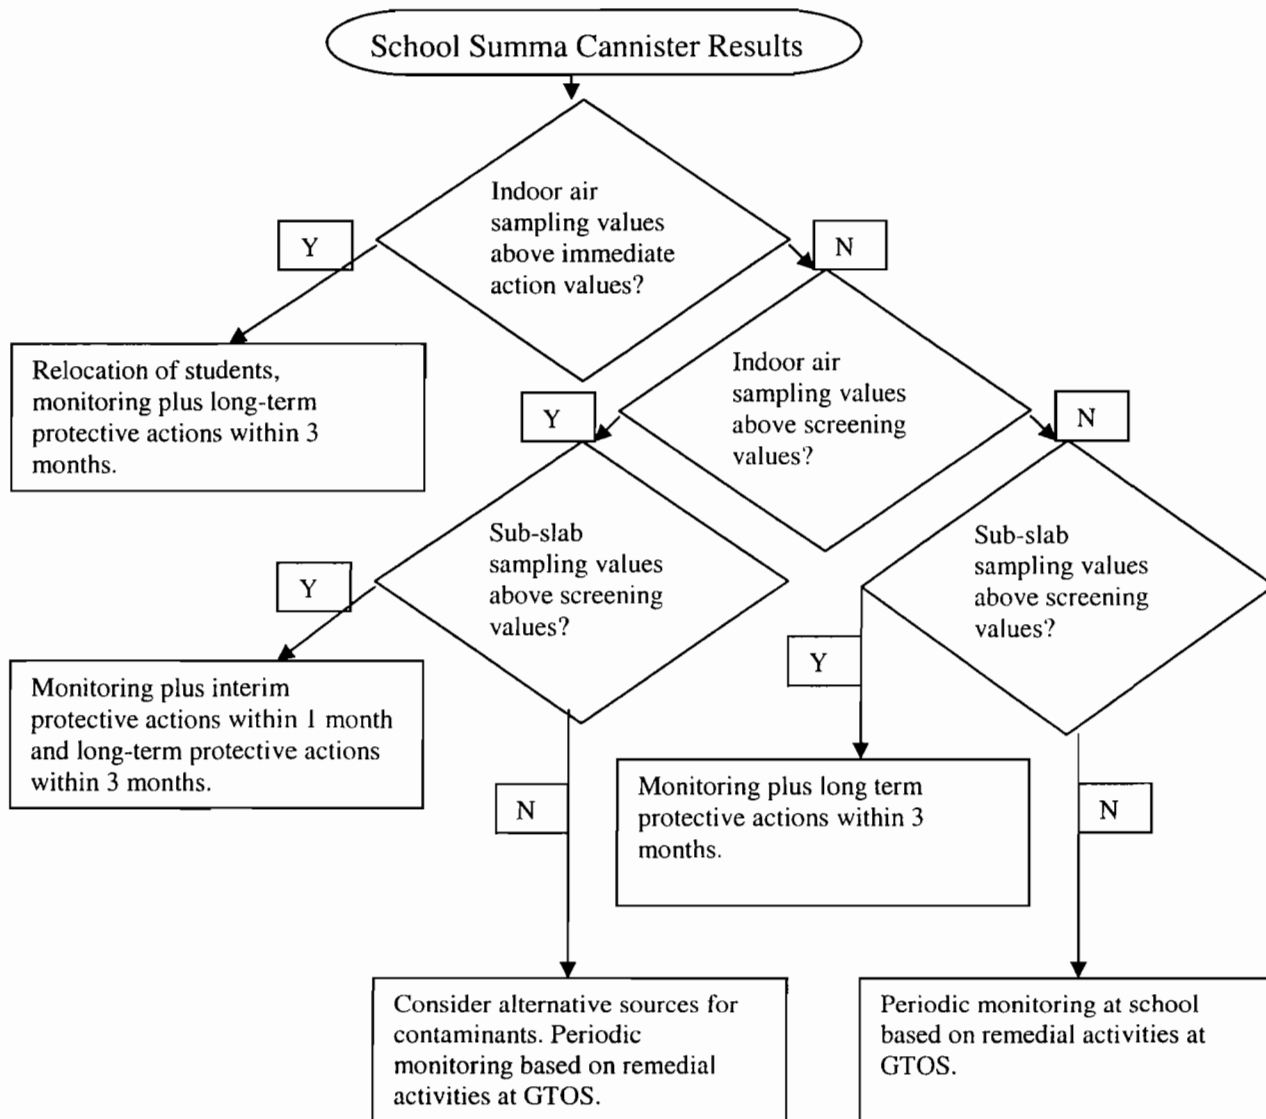 School Summa Cannister Results
Indoor air
sampling values
above immediate
action values?
Y
N
Relocation of students,
monitoring plus long-term
protective actions within 3
months.
Indoor air
sampling values
above screening
values?
Y
N
Sub-slab
sampling values
above screening
values?
Sub-slab
sampling values
above screening
values?
Y
Y
Monitoring plus interim
protective actions within 1 month
and long-term protective actions
within 3 months.
N
Monitoring plus long term
protective actions within 3
months.
N
Consider alternative sources for
contaminants. Periodic
monitoring based on remedial
activities at GTOS.
Periodic monitoring at school
based on remedial activities at
GTOS.